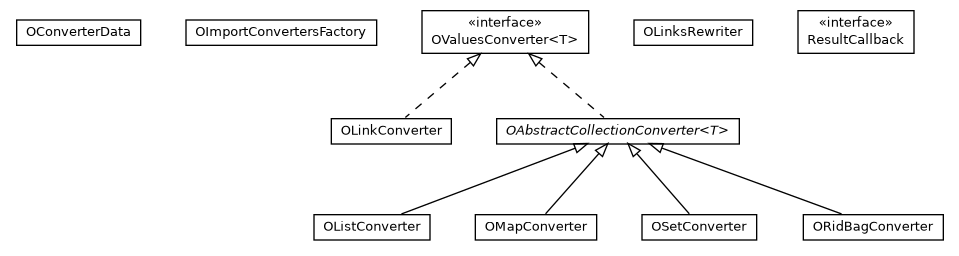 OConverterData
OImportConvertersFactory
«interface»
OValuesConverter<T>
OLinksRewriter
«interface»
ResultCallback
OLinkConverter
OAbstractCollectionConverter<T>
OListConverter
OMapConverter
OSetConverter
ORidBagConverter